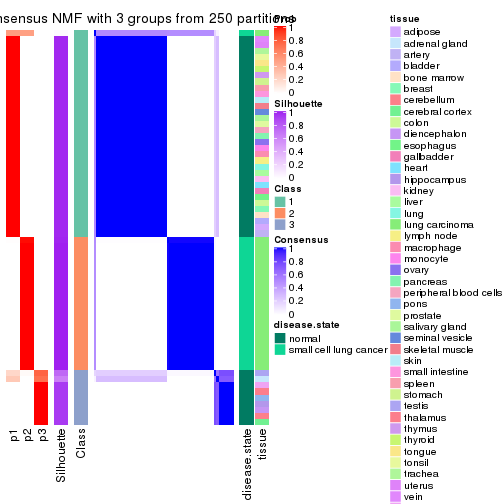 nsensus NMF with 3 groups from 250 partitions
Prop
1
0.8
0.6
0.4
0.2
0
Silhouette
1
0.8
0.6
0.4
0.2
0
Class
1
2
3
Consensus
1
0.8
0.6
0.4
0.2
0
disease.state
normal
small cell lung cancer
tissue
adipose
adrenal gland
artery
bladder
bone marrow
breast
cerebellum
cerebral cortex
colon
diencephalon
esophagus
gallbadder
heart
hippocampus
kidney
liver
lung
lung carcinoma
lymph node
macrophage
monocyte
ovary
pancreas
peripheral blood cells
pons
prostate
salivary gland
seminal vesicle
skeletal muscle
skin
small intestine
spleen
stomach
testis
thalamus
thymus
thyroid
tongue
tonsil
trachea
uterus
vein
p1
p2
p3
Silhouette
Class
disease.state
tissue